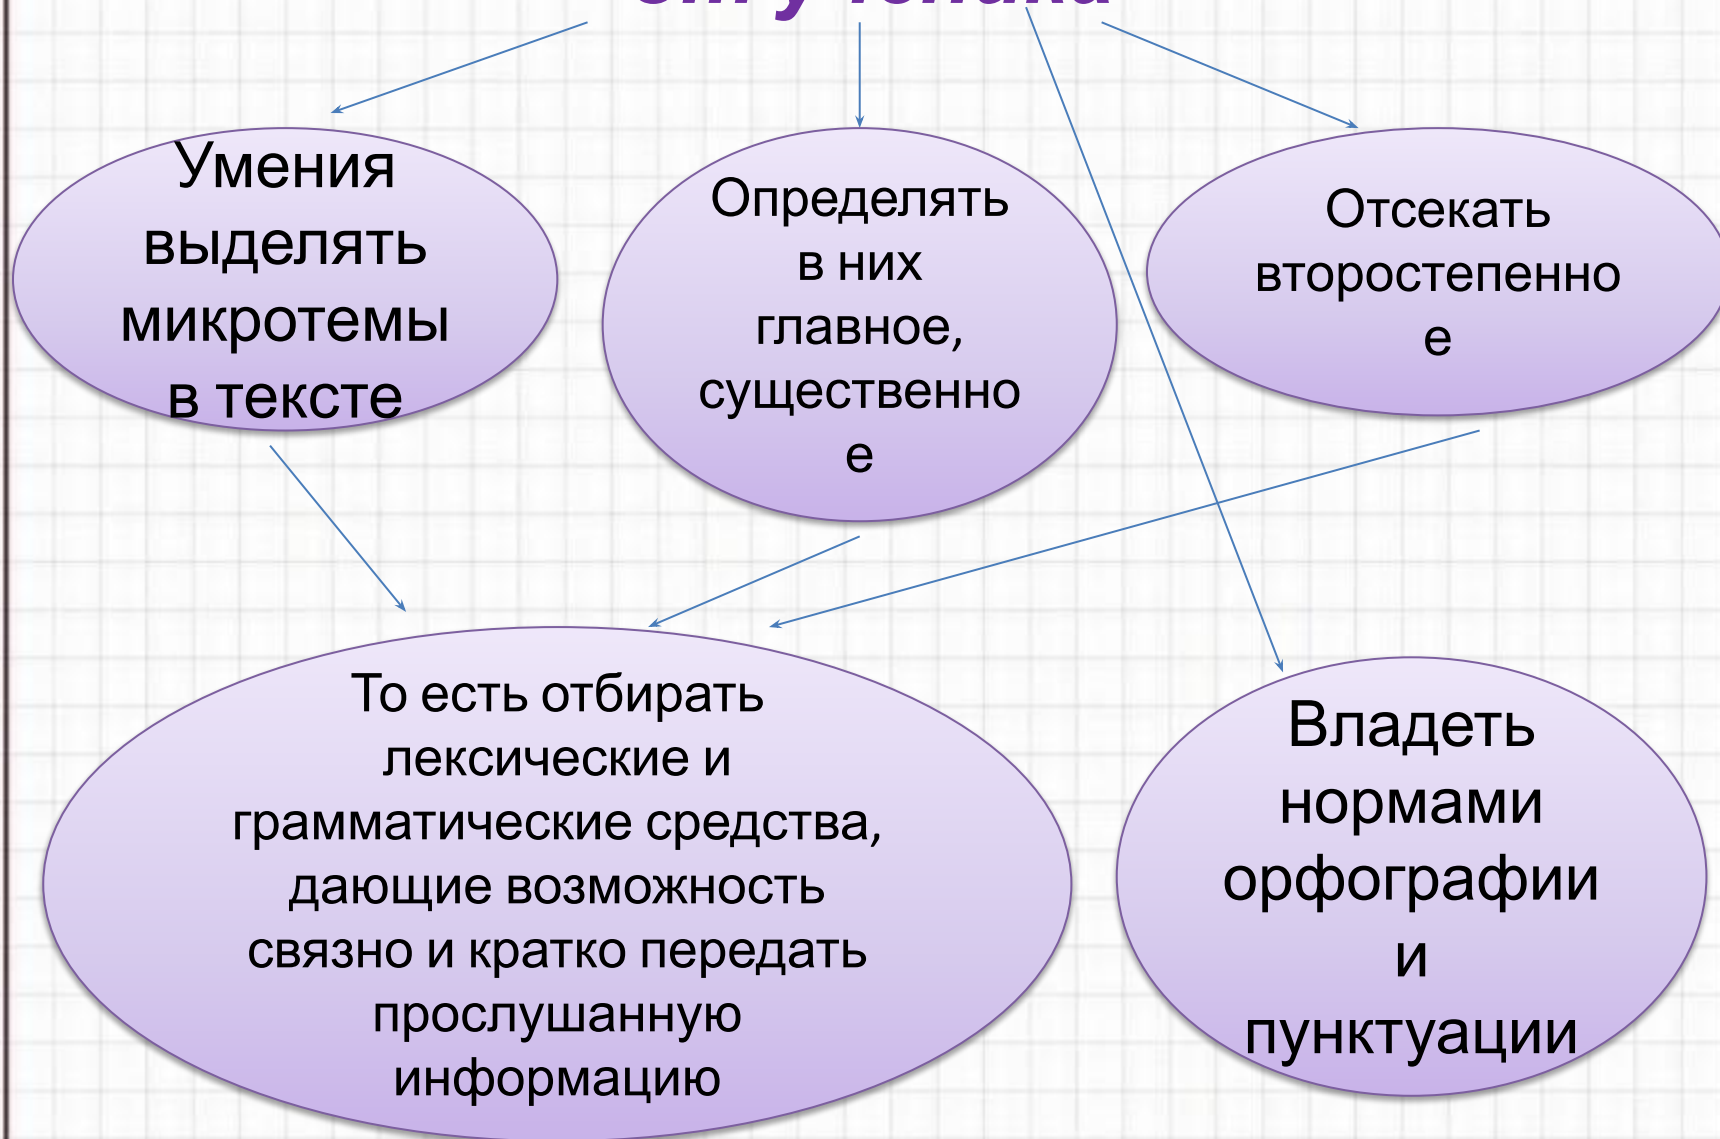 Умения
выделять
микротемы
в тексте
Определять
в них
главное,
существенно
е
Отсекать
второстепенно
е
То есть отбирать
лексические и
грамматические средства,
дающие возможность
связно и кратко передать
прослушанную
информацию
Владеть
нормами
орфографии
и
пунктуации